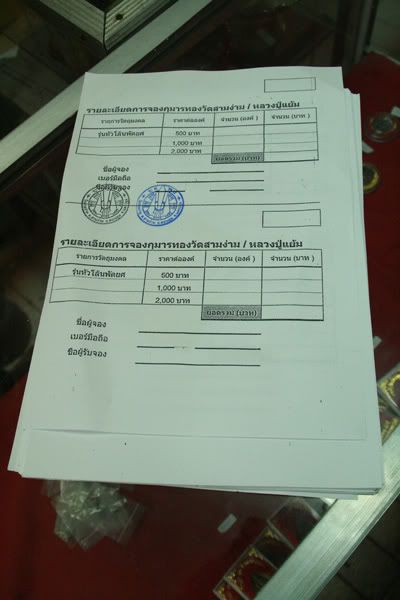 รายละเอียดการจองกุมารทองวัดสามง่าม / หลวงปู่แย้ม
รายการวัตถุมงคล ราคาต่อองค์ จำนวน (องค์ ) จำนวน (บาท )
รุ่นหัวโล้นพัดยศ 500 บาท
1,000 บาท
2,000 บาท
ยอดรวม (บาท)
ชื่อผู้จอง
เบอร์มือถือ
ชื่อผู้รับจอง
รายละเอียดการจองกุมารทองวัดสามง่าม / หลวงปู่แย้ม
รายการวัตถุมงคล ราคาต่อองค์ จำนวน (องค์ ) จำนวน (บาท )
รุ่นหัวโล้นพัดยศ 500 บาท
1,000 บาท
2,000 บาท
ยอดรวม (บาท)
ชื่อผู้จอง
เบอร์มือถือ
ชื่อผู้รับจอง